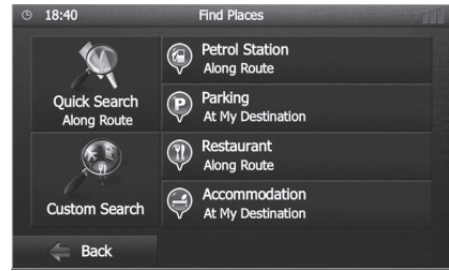 18:40
Find Places
Quick Search
Along Route
Custom Search
Petrol Station
Along Route
P
Parking
At My Destination
Restaurant
Along Route
Accommodation
At My Destination
Back